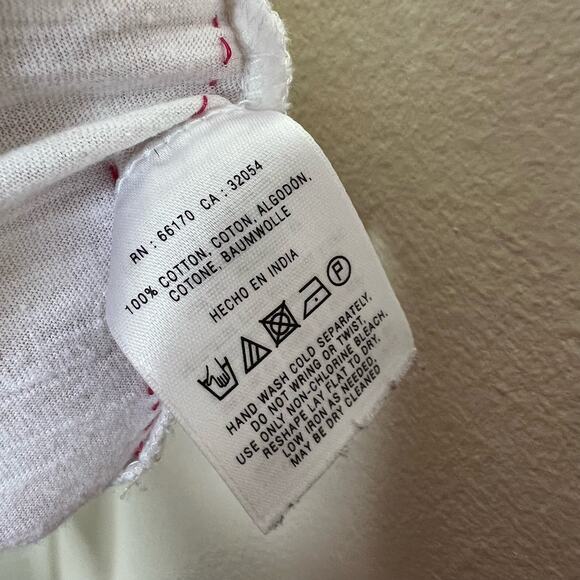 RN : 66170 CA : 32054
100% COTTON, COTON, ALGODÓN,
COTONE, BAUMWOLLE
HECHO EN INDIA
P
HAND WASH COLD SEPARATELY,
DO NOT WRING OR TWIST,
USE ONLY NON-CHLORINE BLEACH.
RESHAPE LAY FLAT TO DRY.
LOW IRON AS NEEDED,
MAY BE DRY CLEANED